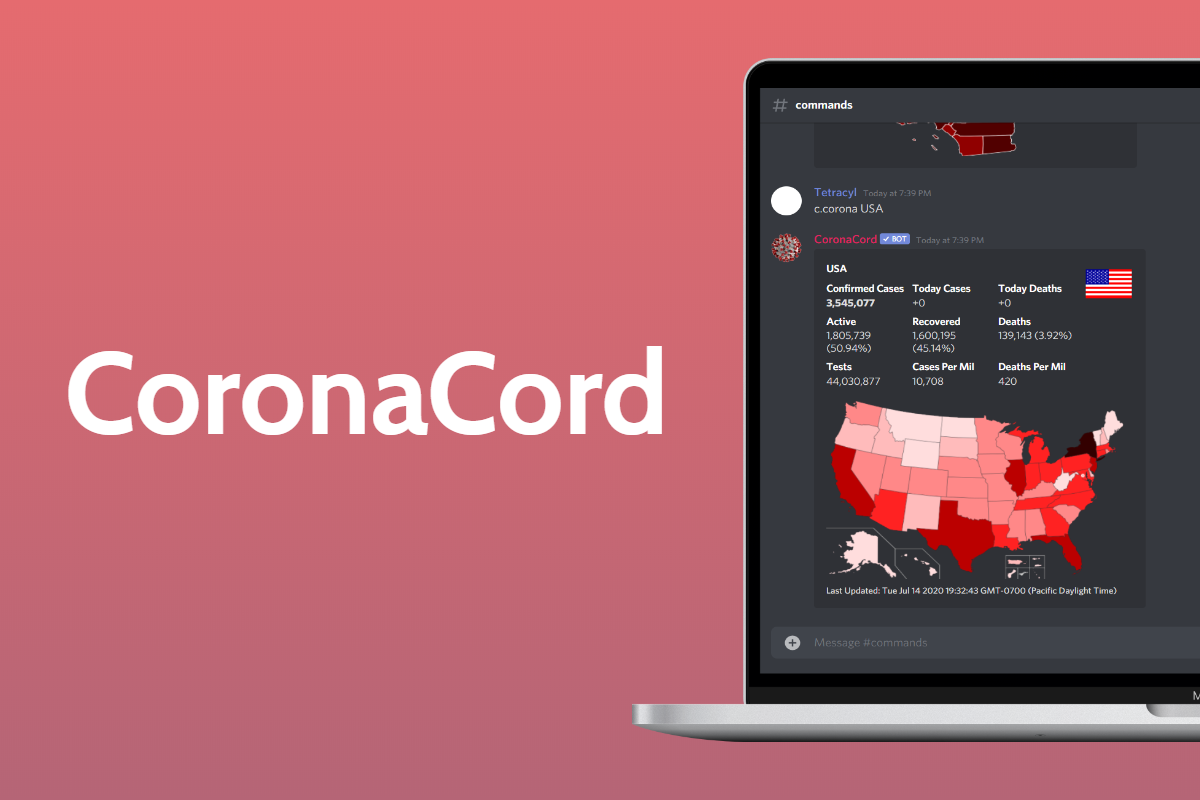 CoronaCord
# commands
Tetracyl Today at 7:39 PM
c.corona USA
CoronaCord ✓ BOT Today at 7:39 PM
USA
Confirmed Cases Today Cases Today Deaths
3,545,077 +0 +0
Active Recovered Deaths
1,805,739 1,600,195 139,143 (3.92%)
(50.94%) (45.14%)
Tests Cases Per Mil Deaths Per Mil
44,030,877 10,708 420
Last Updated: Tue Jul 14 2020 19:32:43 GMT-0700 (Pacific Daylight Time)
Message #commands